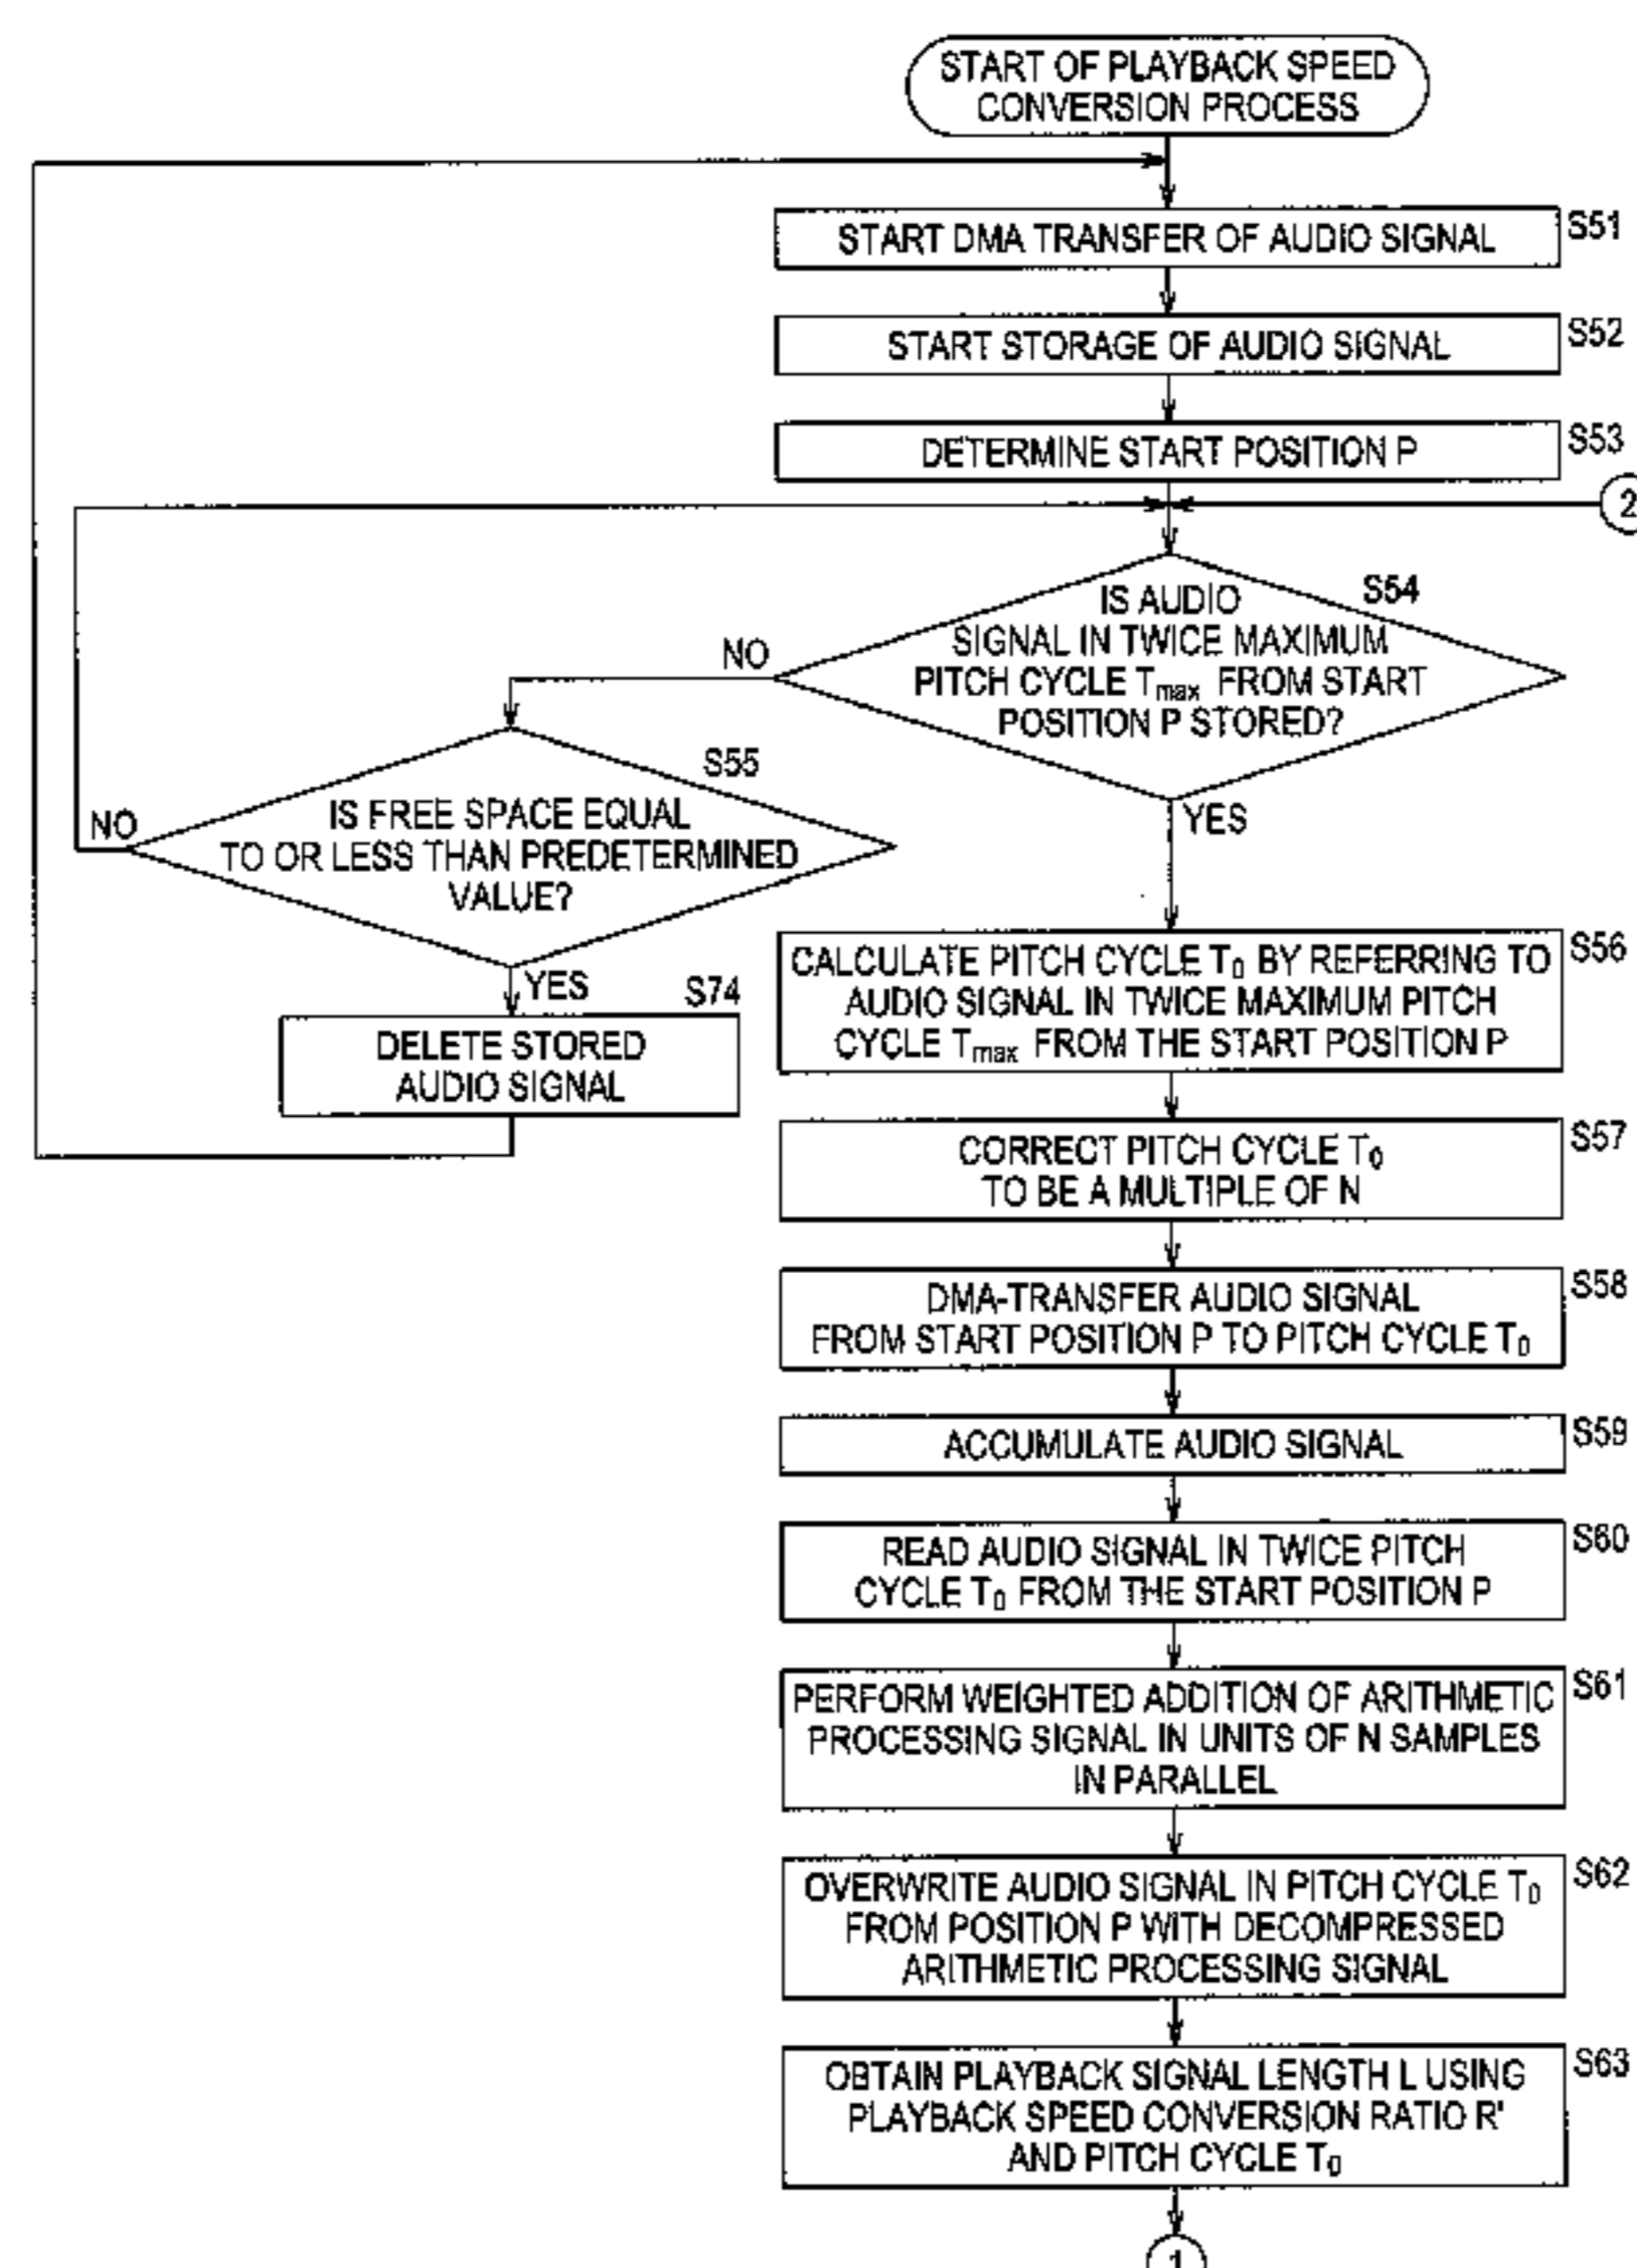 START OF PLAYBACK SPEED
CONVERSION PROCESS
START DMA TRANSFER OF AUDIO SIGNAL
S51
START STORAGE OF AUDIO SIGNAL
S52
DETERMINE START POSITION P
S53
2
IS AUDIO
SIGNAL IN TWICE MAXIMUM
PITCH CYCLE Tmax FROM START
POSITION P STORED?
S54
NO
YES
S55
IS FREE SPACE EQUAL
TO OR LESS THAN PREDETERMINED
VALUE?
NO
YES
S74
DELETE STORED
AUDIO SIGNAL
CALCULATE PITCH CYCLE T0 BY REFERRING TO
AUDIO SIGNAL IN TWICE MAXIMUM PITCH
CYCLE Tmax FROM THE START POSITION P
S56
CORRECT PITCH CYCLE T0
TO BE A MULTIPLE OF N
S57
DMA-TRANSFER AUDIO SIGNAL
FROM START POSITION P TO PITCH CYCLE T0
S58
ACCUMULATE AUDIO SIGNAL
S59
READ AUDIO SIGNAL IN TWICE PITCH
CYCLE T0 FROM THE START POSITION P
S60
PERFORM WEIGHTED ADDITION OF ARITHMETIC
PROCESSING SIGNAL IN UNITS OF N SAMPLES
IN PARALLEL
S61
OVERWRITE AUDIO SIGNAL IN PITCH CYCLE T0
FROM POSITION P WITH DECOMPRESSED
ARITHMETIC PROCESSING SIGNAL
S62
OBTAIN PLAYBACK SIGNAL LENGTH L USING
PLAYBACK SPEED CONVERSION RATIO R'
AND PITCH CYCLE T0
S63
1